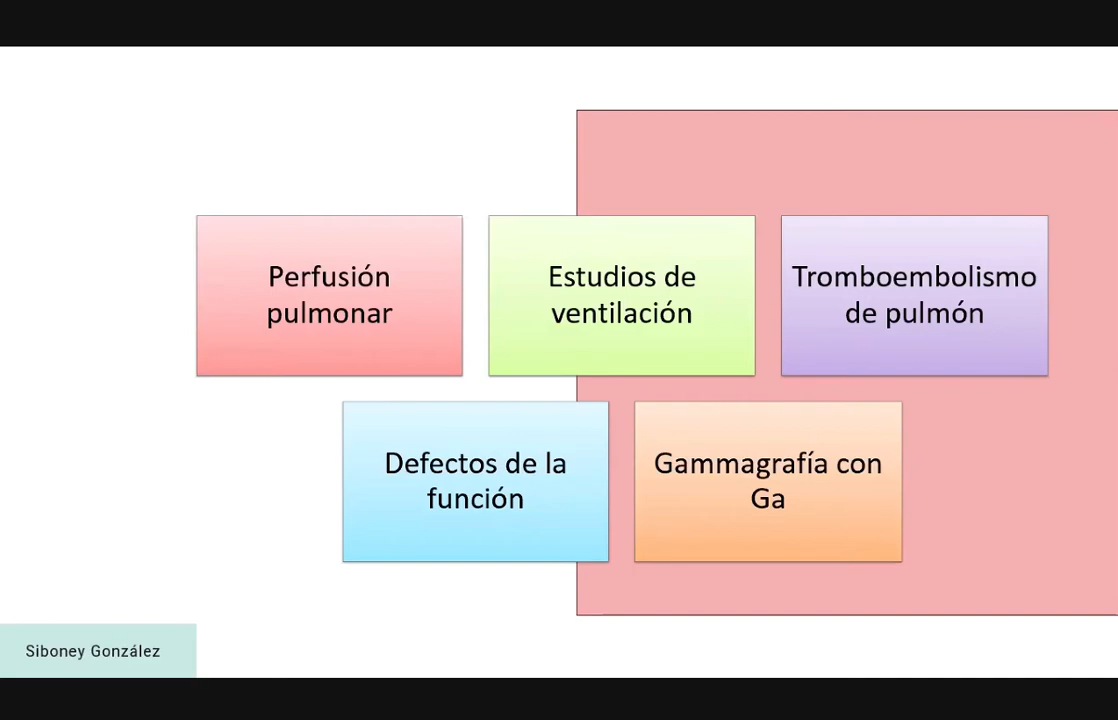 Perfusión
pulmonar
Estudios de
ventilación
Tromboembolismo
de pulmón
Defectos de la
función
Gammagrafía con
Ga
Siboney González